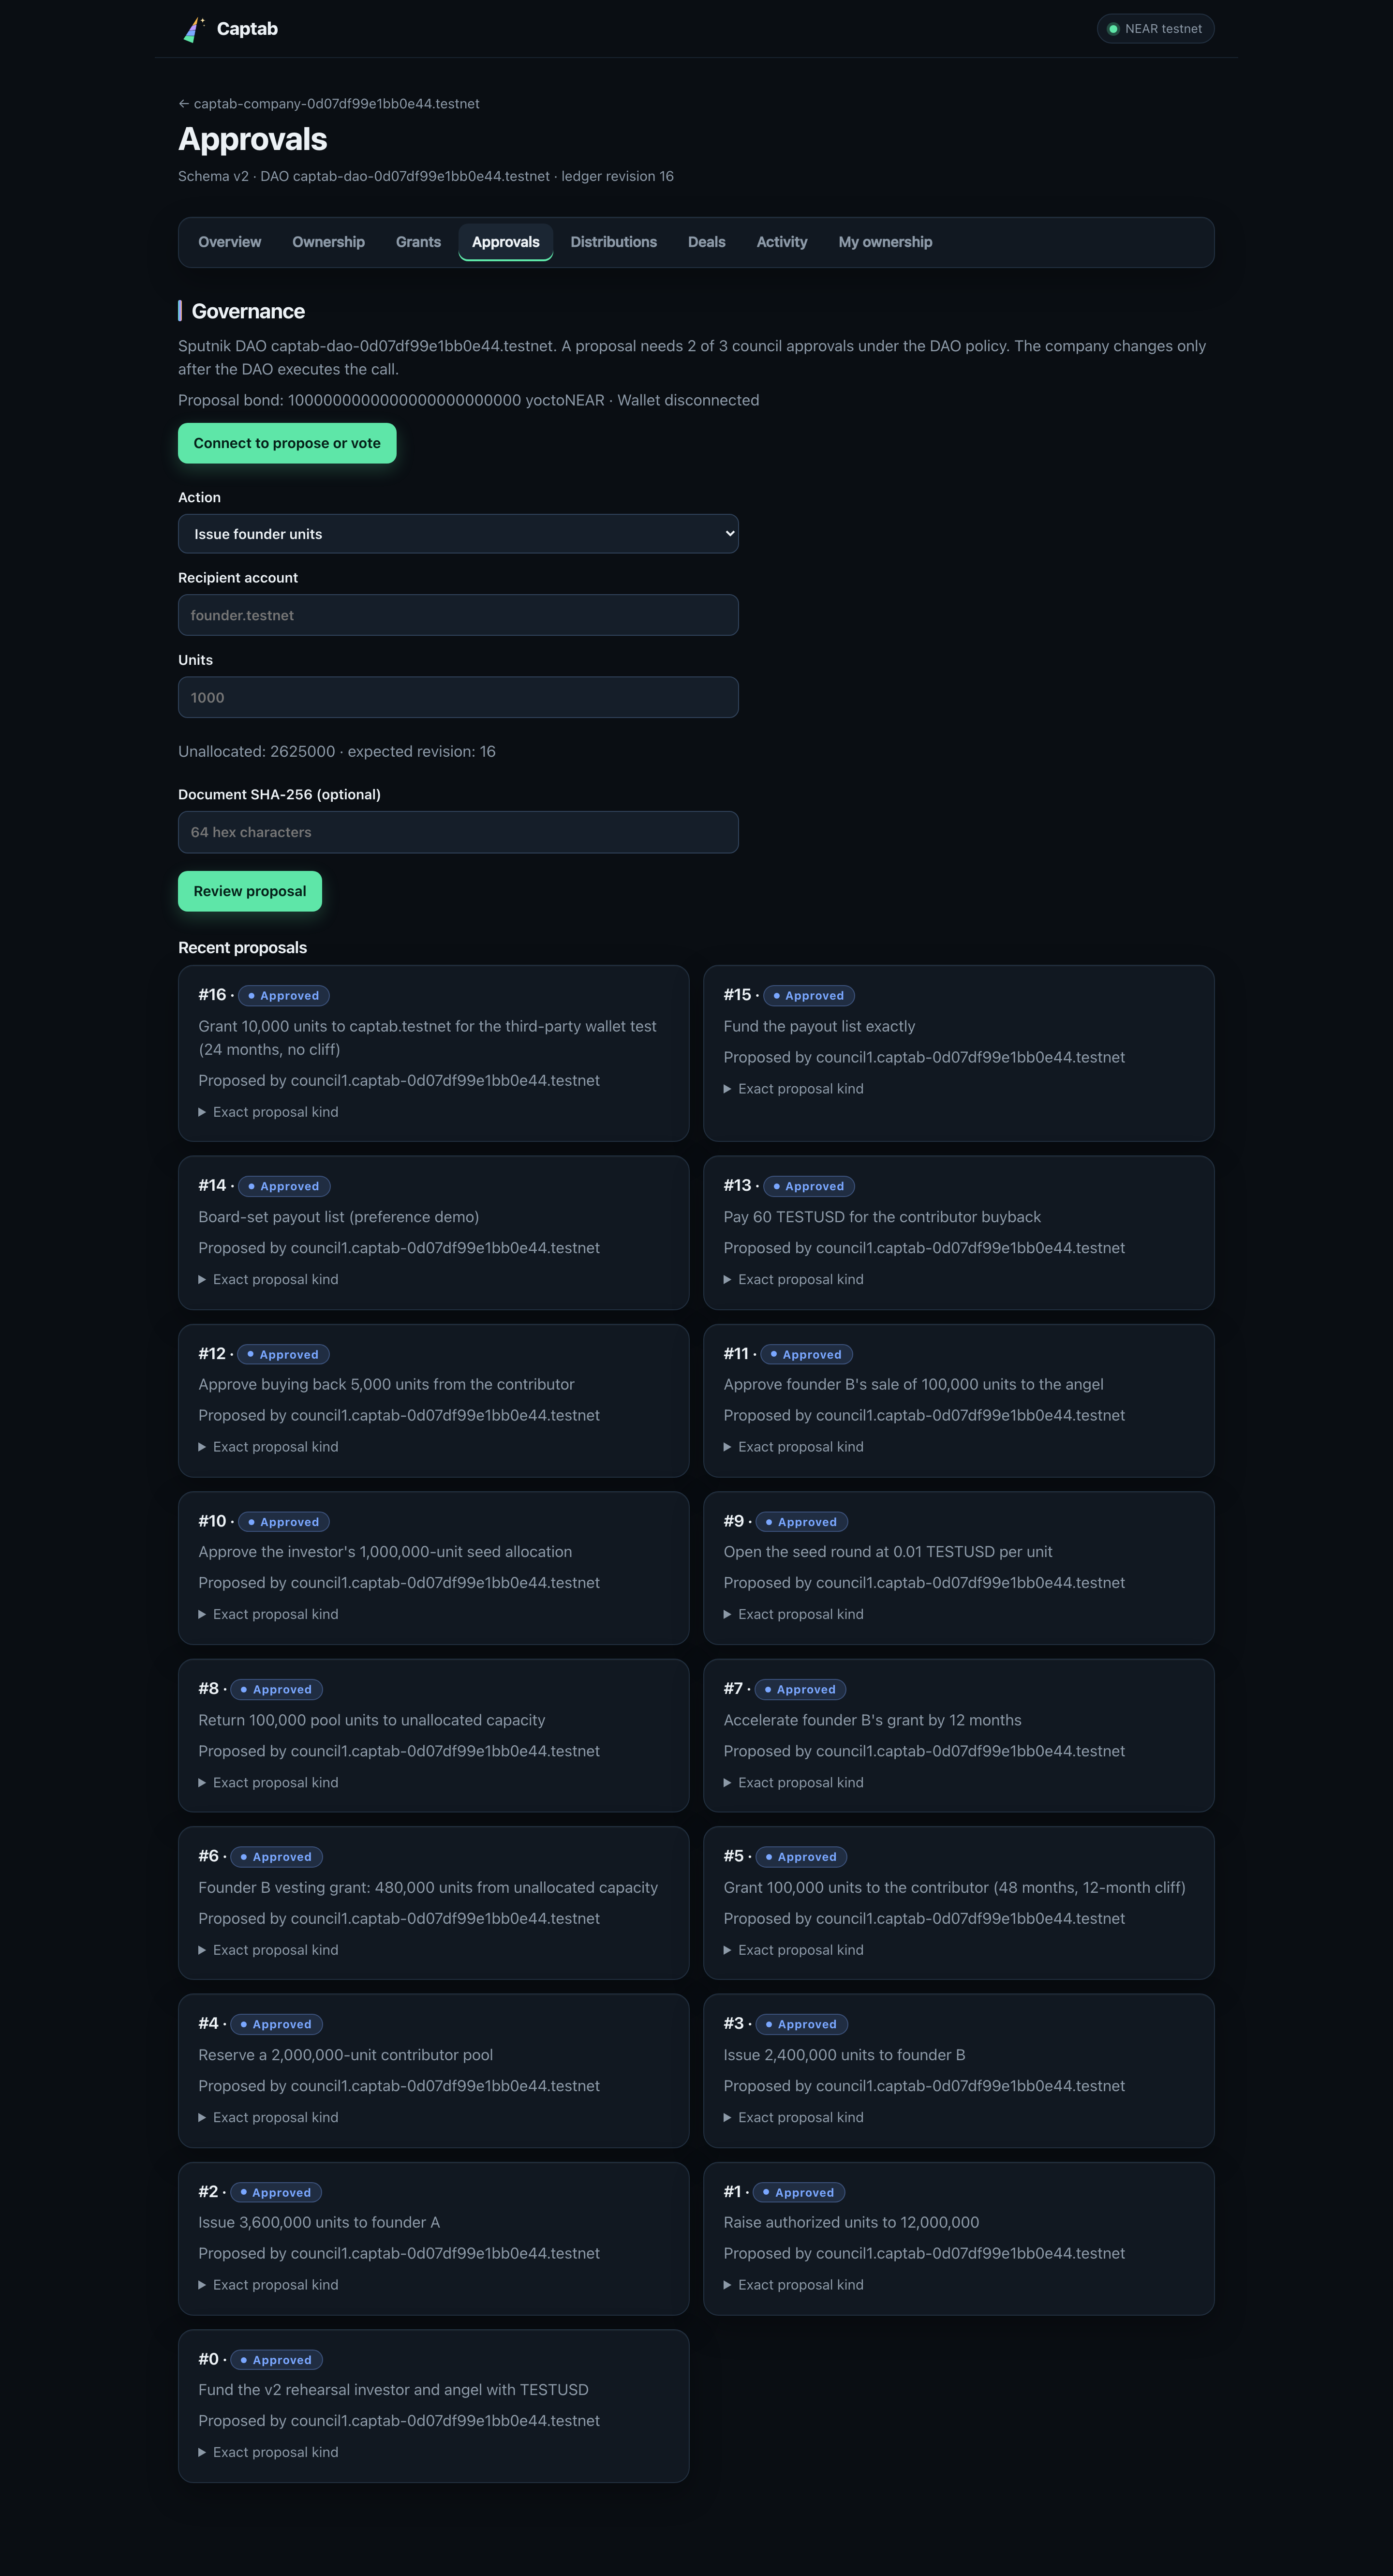 Captab
NEAR testnet
← captab-company-0d07df99e1bb0e44.testnet
Approvals
Schema v2 · DAO captab-dao-0d07df99e1bb0e44.testnet · ledger revision 16
Overview Ownership Grants Approvals Distributions Deals Activity My ownership
Governance
Sputnik DAO captab-dao-0d07df99e1bb0e44.testnet. A proposal needs 2 of 3 council approvals under the DAO policy. The company changes only
after the DAO executes the call.
Proposal bond: 100000000000000000000000 yoctoNEAR · Wallet disconnected
Connect to propose or vote
Action
Issue founder units
Recipient account
founder.testnet
Units
1000
Unallocated: 2625000 · expected revision: 16
Document SHA-256 (optional)
64 hex characters
Review proposal
Recent proposals
#16 · Approved
Grant 10,000 units to captab.testnet for the third-party wallet test
(24 months, no cliff)
Proposed by council1.captab-0d07df99e1bb0e44.testnet
Exact proposal kind
#15 · Approved
Fund the payout list exactly
Proposed by council1.captab-0d07df99e1bb0e44.testnet
Exact proposal kind
#14 · Approved
Board-set payout list (preference demo)
Proposed by council1.captab-0d07df99e1bb0e44.testnet
Exact proposal kind
#13 · Approved
Pay 60 TESTUSD for the contributor buyback
Proposed by council1.captab-0d07df99e1bb0e44.testnet
Exact proposal kind
#12 · Approved
Approve buying back 5,000 units from the contributor
Proposed by council1.captab-0d07df99e1bb0e44.testnet
Exact proposal kind
#11 · Approved
Approve founder B's sale of 100,000 units to the angel
Proposed by council1.captab-0d07df99e1bb0e44.testnet
Exact proposal kind
#10 · Approved
Approve the investor's 1,000,000-unit seed allocation
Proposed by council1.captab-0d07df99e1bb0e44.testnet
Exact proposal kind
#9 · Approved
Open the seed round at 0.01 TESTUSD per unit
Proposed by council1.captab-0d07df99e1bb0e44.testnet
Exact proposal kind
#8 · Approved
Return 100,000 pool units to unallocated capacity
Proposed by council1.captab-0d07df99e1bb0e44.testnet
Exact proposal kind
#7 · Approved
Accelerate founder B's grant by 12 months
Proposed by council1.captab-0d07df99e1bb0e44.testnet
Exact proposal kind
#6 · Approved
Founder B vesting grant: 480,000 units from unallocated capacity
Proposed by council1.captab-0d07df99e1bb0e44.testnet
Exact proposal kind
#5 · Approved
Grant 100,000 units to the contributor (48 months, 12-month cliff)
Proposed by council1.captab-0d07df99e1bb0e44.testnet
Exact proposal kind
#4 · Approved
Reserve a 2,000,000-unit contributor pool
Proposed by council1.captab-0d07df99e1bb0e44.testnet
Exact proposal kind
#3 · Approved
Issue 2,400,000 units to founder B
Proposed by council1.captab-0d07df99e1bb0e44.testnet
Exact proposal kind
#2 · Approved
Issue 3,600,000 units to founder A
Proposed by council1.captab-0d07df99e1bb0e44.testnet
Exact proposal kind
#1 · Approved
Raise authorized units to 12,000,000
Proposed by council1.captab-0d07df99e1bb0e44.testnet
Exact proposal kind
#0 · Approved
Fund the v2 rehearsal investor and angel with TESTUSD
Proposed by council1.captab-0d07df99e1bb0e44.testnet
Exact proposal kind